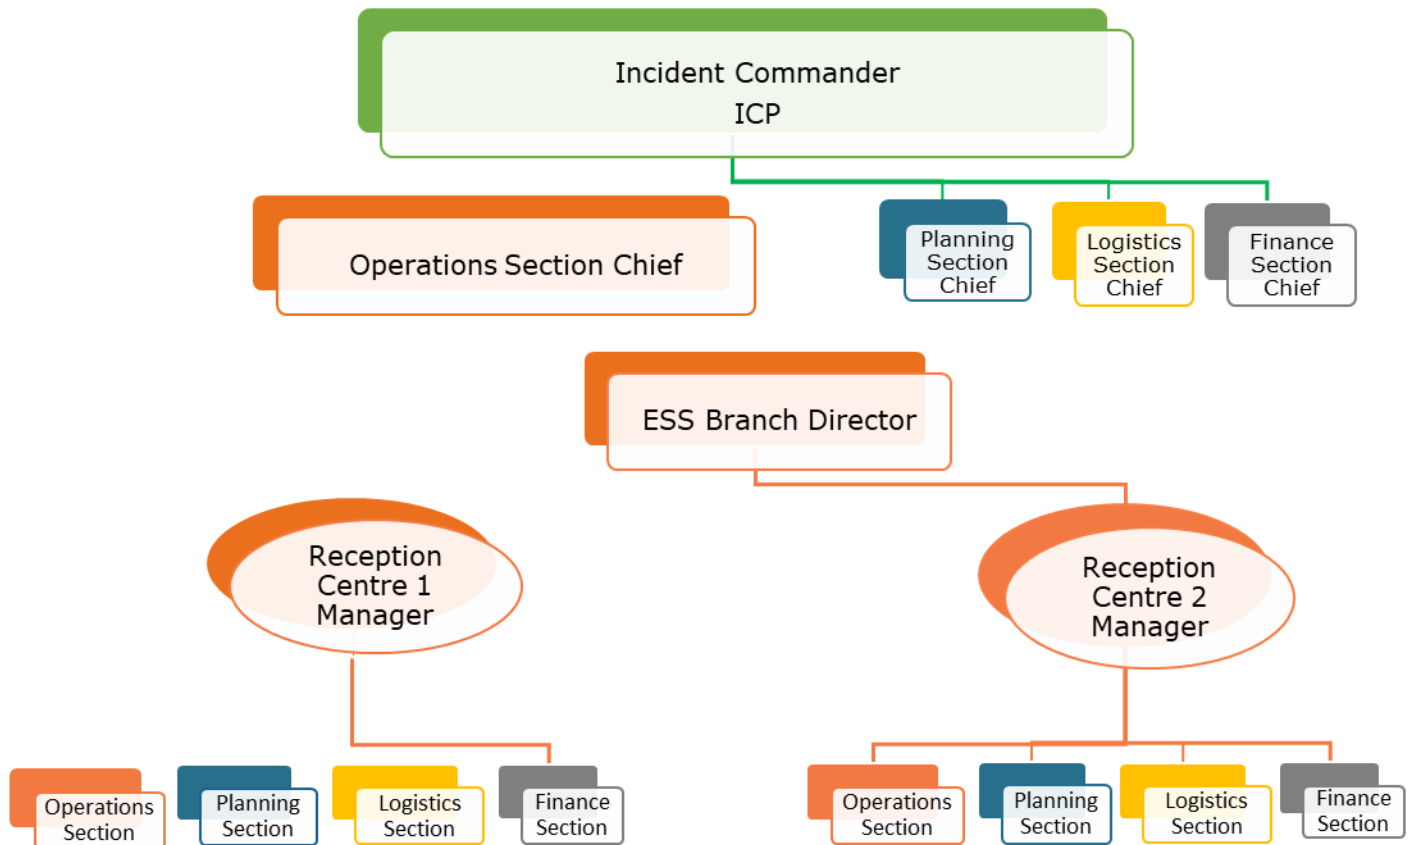 Incident Commander
ICP
Operations Section Chief
Planning
Section
Chief
Logistics
Section
Chief
Finance
Section
Chief
ESS Branch Director
Reception
Centre 1
Manager
Reception
Centre 2
Manager
Operations
Section
Planning
Section
Logistics
Section
Finance
Section
Operations
Section
Planning
Section
Logistics
Section
Finance
Section